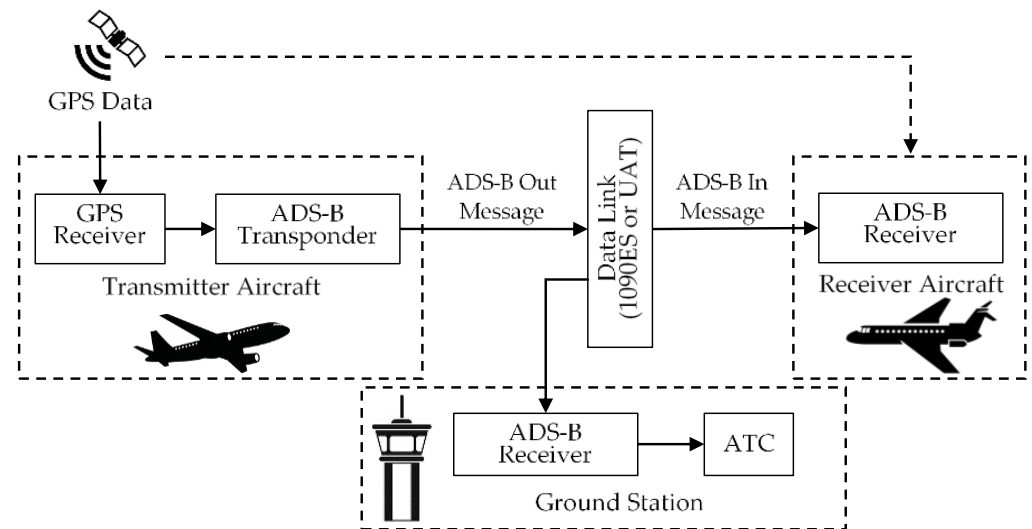 GPS Data
GPS
Receiver
ADS-B
Transponder
Transmitter Aircraft
ADS-B Out
Message
Data Link
(1090ES or UAT)
ADS-B In
Message
ADS-B
Receiver
Receiver Aircraft
ADS-B
Receiver
ATC
Ground Station